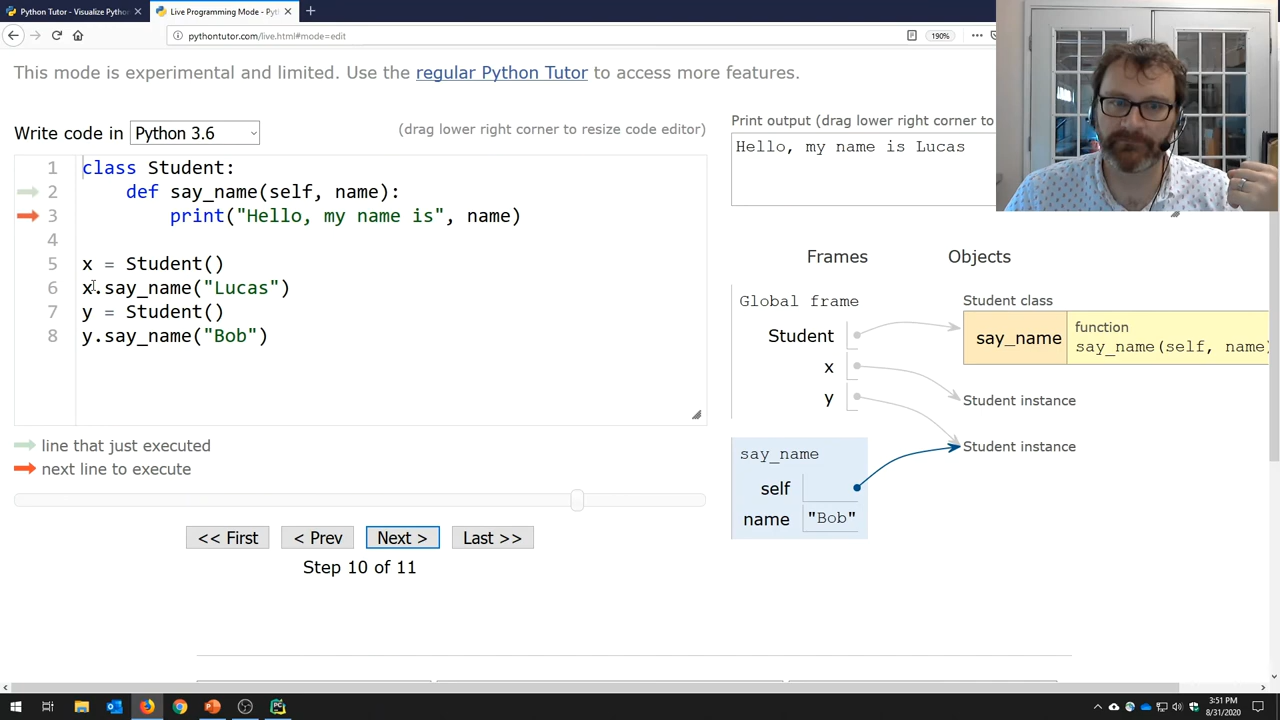 Python Tutor - Visualize Python
Live Programming Mode - Pyt
pythontutor.com/live.html#mode=edit
190%
This mode is experimental and limited. Use the regular Python Tutor to access more features.
Write code in Python 3.6
(drag lower right corner to resize code editor)
1 class Student:
2 def say_name(self, name):
3 print("Hello, my name is", name)
4
5 x = Student()
6 x.say_name("Lucas")
7 y = Student()
8 y.say_name("Bob")
line that just executed
next line to execute
<< First
< Prev
Next >
Last >>
Step 10 of 11
Print output (drag lower right corner to
Hello, my name is Lucas
Frames
Objects
Global frame
Student
x
y
Student class
say_name
function
say_name(self, name)
Student instance
Student instance
say_name
self
name "Bob"
3:51 PM
8/31/2020